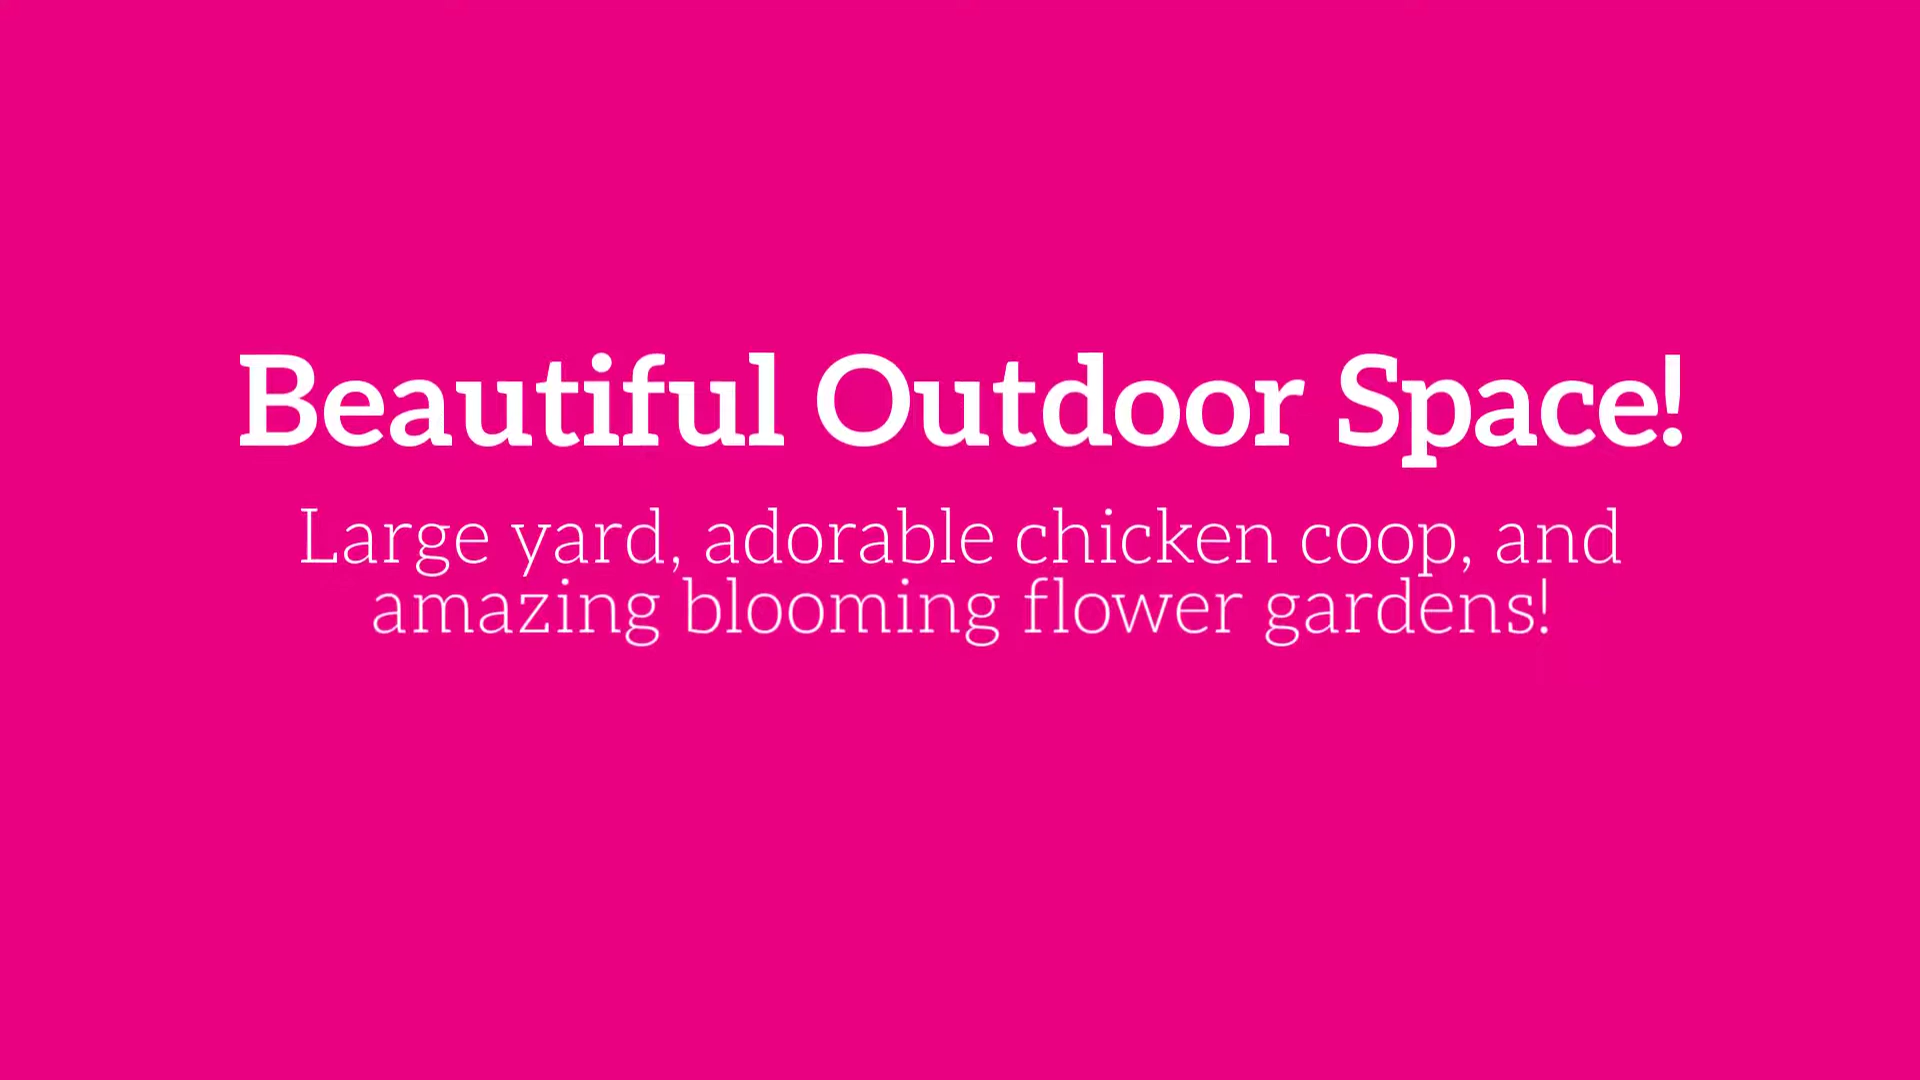 Beautiful Outdoor Space!
Large yard, adorable chicken coop, and
amazing blooming flower gardens!